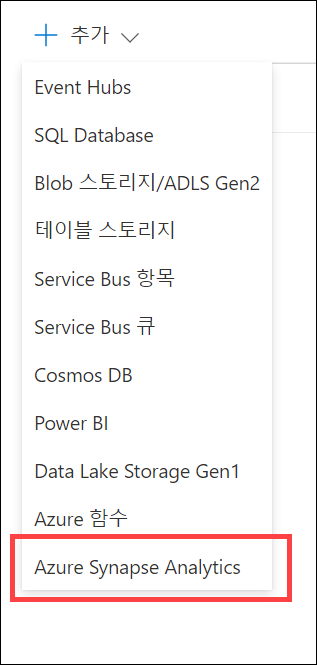 추가
Event Hubs
SQL Database
Blob 스토리지/ADLS Gen2
테이블 스토리지
Service Bus 항목
Service Bus 큐
Cosmos DB
Power BI
Data Lake Storage Gen1
Azure 함수
Azure Synapse Analytics